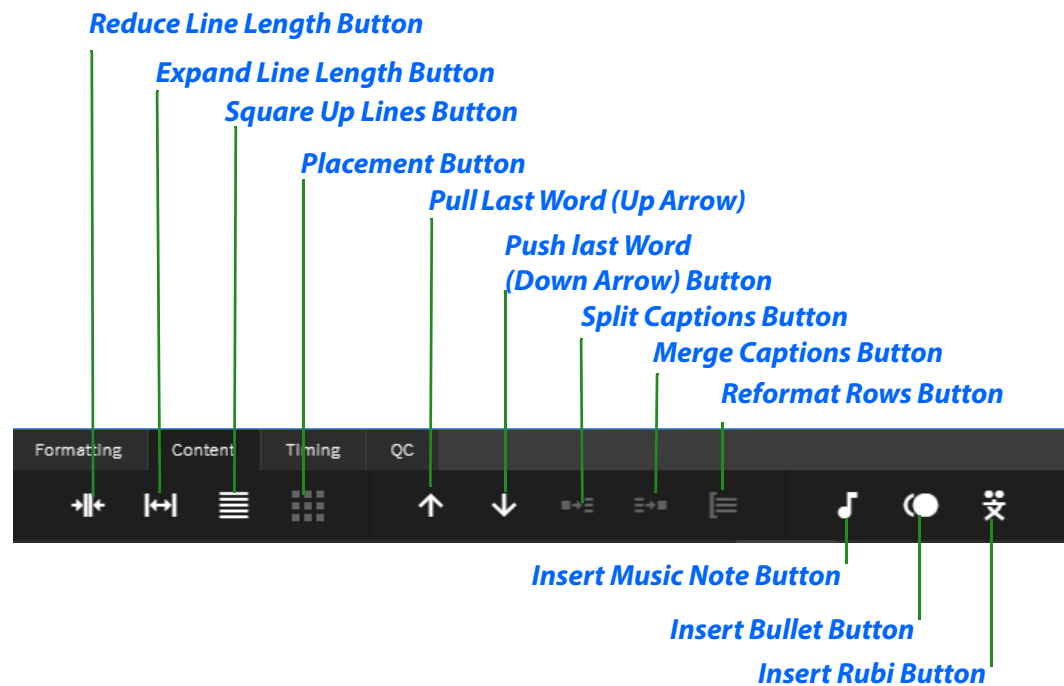 Reduce Line Length Button
Expand Line Length Button
Square Up Lines Button
Placement Button
Pull Last Word (Up Arrow)
Push last Word
(Down Arrow) Button
Split Captions Button
Merge Captions Button
Reformat Rows Button
Formatting Content Timing QC
文
Insert Music Note Button
Insert Bullet Button
Insert Rubi Button